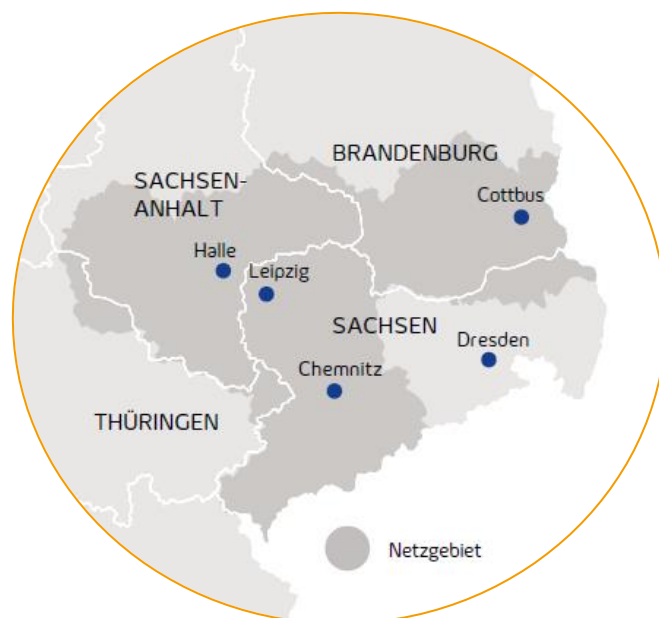 BRANDENBURG
SACHSEN-
ANHALT
Cottbus
Halle
Leipzig
SACHSEN
Dresden
Chemnitz
THÜRINGEN
Netzgebiet